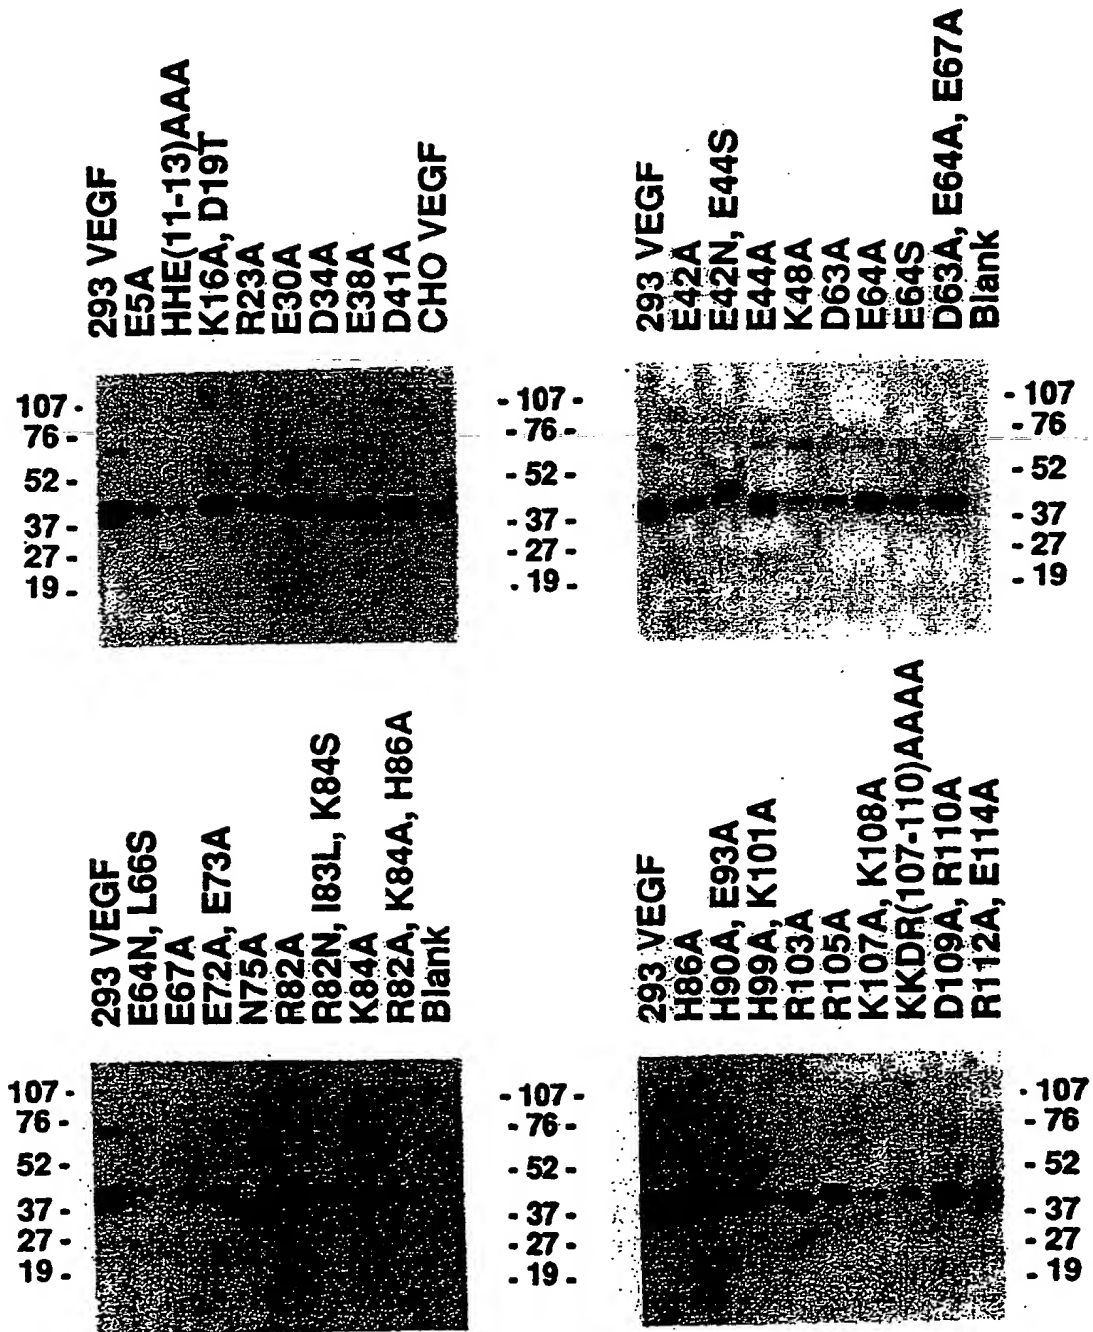 293 VEGF
E5A
HHE(11-13)AAA
K16A, D19T
R23A
E30A
D34A
E38A
D41A
CHO VEGF
293 VEGF
E42A
E42N, E44S
E44A
K48A
D63A
E64A
E64S
D63A, E64A, E67A
Blank
107 -
76 -
52 -
37 -
27 -
19 -
- 107 -
- 76 -
- 52 -
- 37 -
- 27 -
- 19 -
- 107
- 76
- 52
- 37
- 27
- 19
293 VEGF
E64N, L66S
E67A
E72A, E73A
N75A
R82A
R82N, I83L, K84S
K84A
R82A, K84A, H86A
Blank
293 VEGF
H86A
H90A, E93A
H99A, K101A
R103A
R105A
K107A, K108A
KKDR(107-110)AAAA
D109A, R110A
R112A, E114A
107 -
76 -
52 -
37 -
27 -
19 -
- 107 -
- 76 -
- 52 -
- 37 -
- 27 -
- 19 -
- 107
- 76
- 52
- 37
- 27
- 19